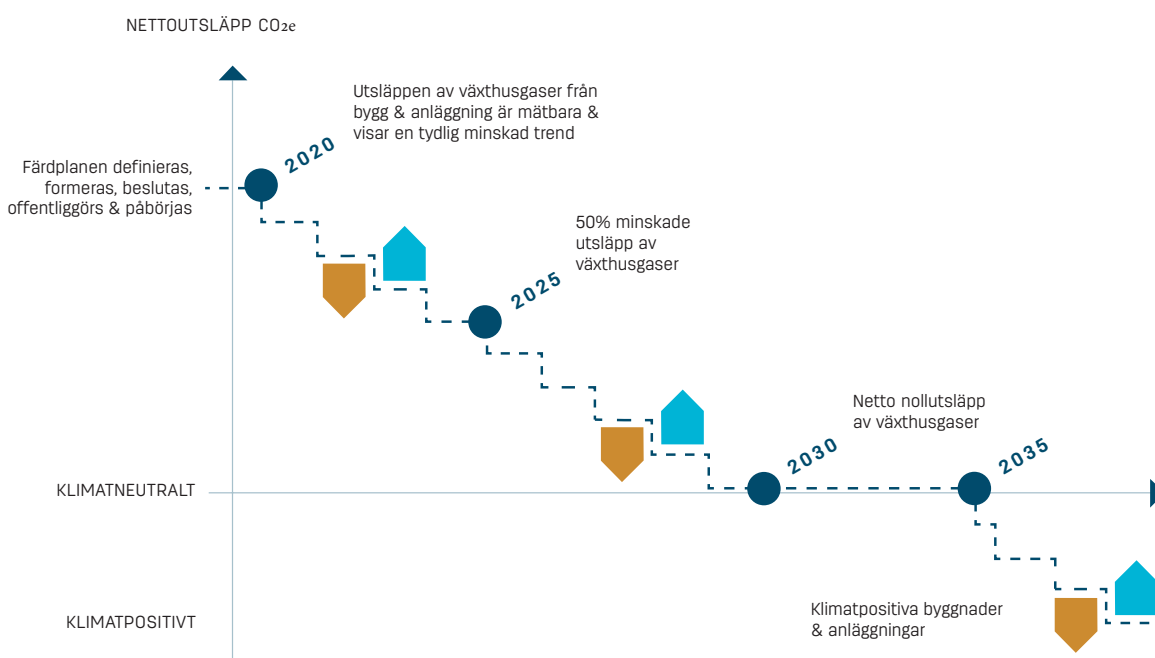 NETTOUTSLÄPP CO2e
Utsläppen av växthusgaser från
bygg & anläggning är mätbara &
visar en tydlig minskad trend
2020
Färdplanen definieras,
formeras, beslutas,
offentliggörs & påbörjas
50% minskade
utsläpp av
växthusgaser
2025
Netto nollutsläpp
av växthusgaser
2030
2035
KLIMATNEUTRALT
Klimatpositiva byggnader
& anläggningar
KLIMATPOSITIVT